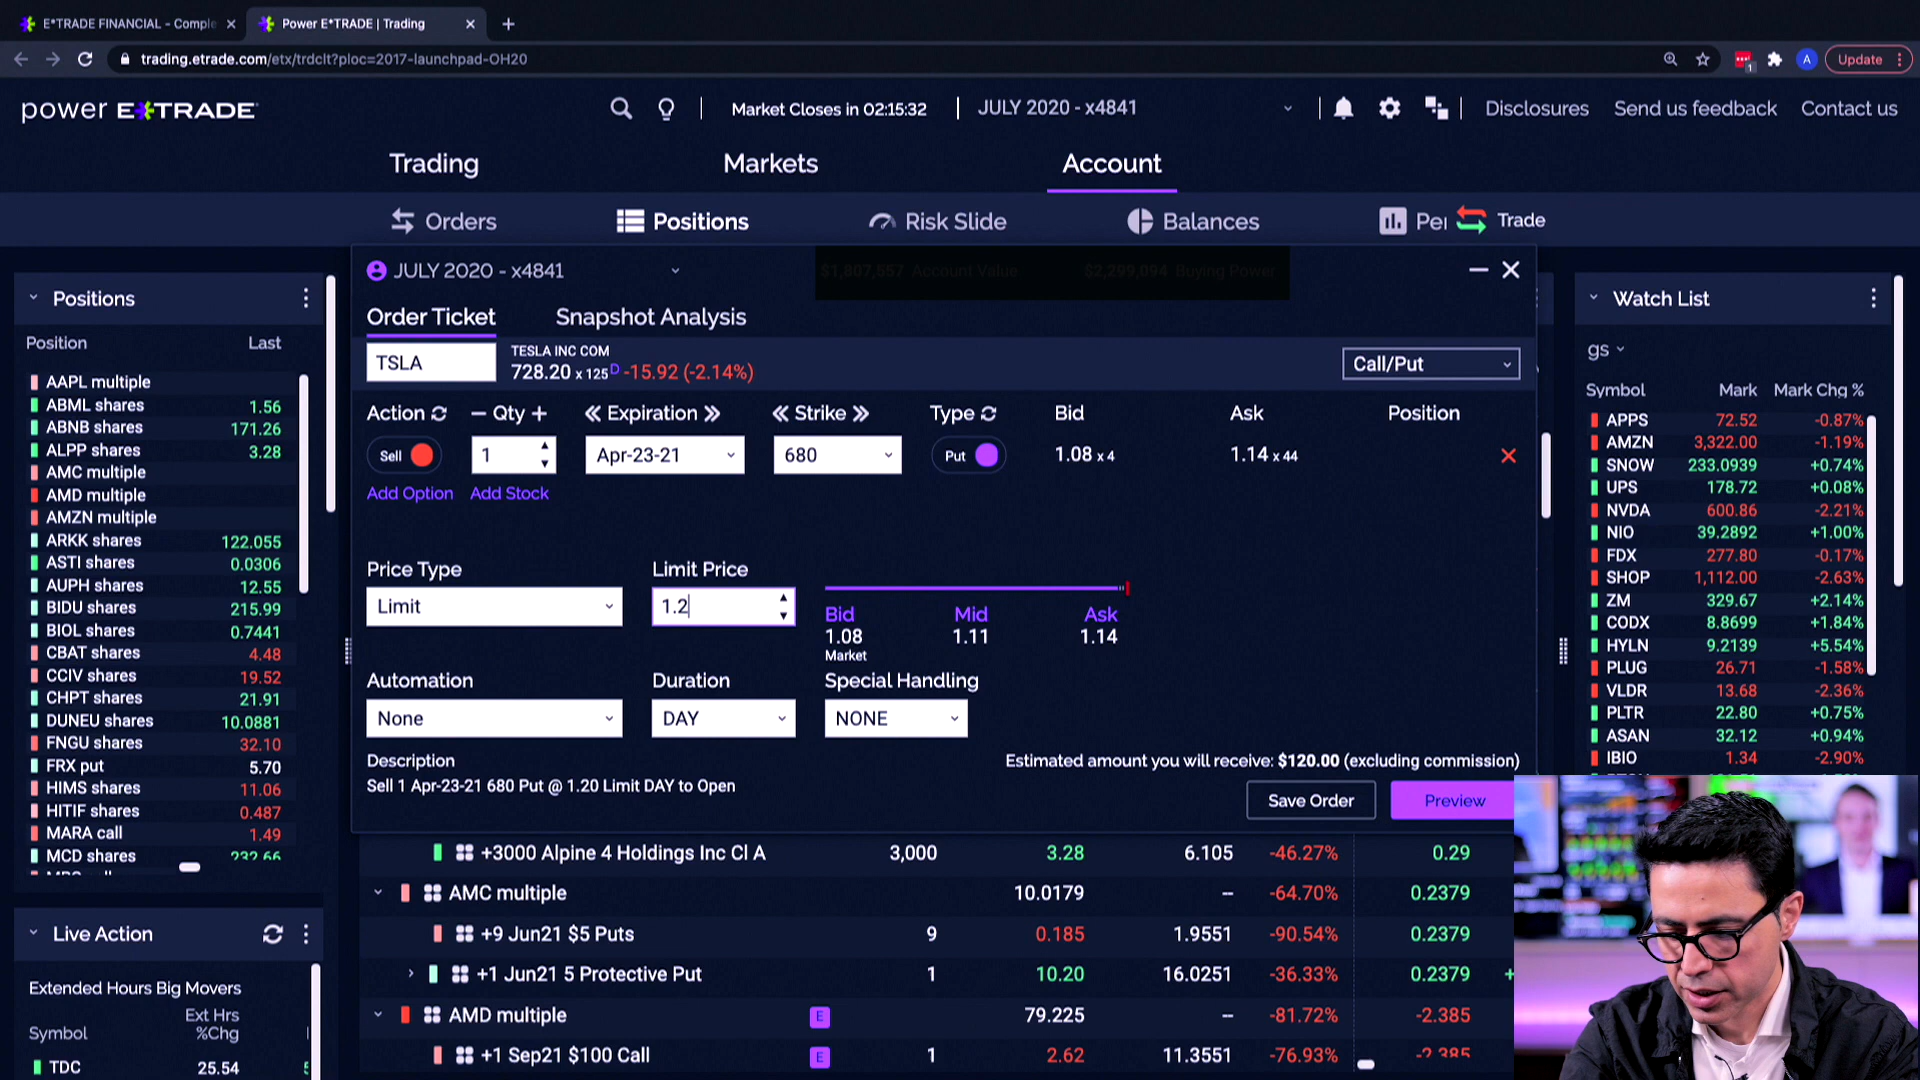 E*TRADE FINANCIAL - Comple
Power E*TRADE | Trading
trading.etrade.com/etx/trdclt?ploc=2017-launchpad-OH20
1
A
Update
power E*TRADE
Market Closes in 02:15:32
JULY 2020 - x4841
Disclosures
Send us feedback
Contact us
Trading
Markets
Account
Orders
Positions
Risk Slide
Balances
Per
Trade
JULY 2020 - x4841
$1,807,557 Account Value
$2,299,094 Buying Power
Order Ticket
Snapshot Analysis
TSLA
TESLA INC COM
728.20 x 125 D -15.92 (-2.14%)
Call/Put
Action Qty Expiration Strike Type Bid Ask Position
Sell 1 Apr-23-21 680 Put 1.08 x 4 1.14 x 44
Add Option Add Stock
Price Type
Limit Price
Limit
1.2
Bid Mid Ask
1.08 1.11 1.14
Market
Automation
Duration
Special Handling
None
DAY
NONE
Description
Estimated amount you will receive: $120.00 (excluding commission)
Sell 1 Apr-23-21 680 Put @ 1.20 Limit DAY to Open
Save Order
Preview
+3000 Alpine 4 Holdings Inc Cl A 3,000 3.28 6.105 -46.27% 0.29
AMC multiple 10.0179 -- -64.70% 0.2379
+9 Jun21 $5 Puts 9 0.185 1.9551 -90.54% 0.2379
+1 Jun21 5 Protective Put 1 10.20 16.0251 -36.33% 0.2379 +
AMD multiple E 79.225 -- -81.72% -2.385
+1 Sep21 $100 Call E 1 2.62 11.3551 -76.93% -2.385
Positions
Position Last
AAPL multiple
ABML shares 1.56
ABNB shares 171.26
ALPP shares 3.28
AMC multiple
AMD multiple
AMZN multiple
ARKK shares 122.055
ASTI shares 0.0306
AUPH shares 12.55
BIDU shares 215.99
BIOL shares 0.7441
CBAT shares 4.48
CCIV shares 19.52
CHPT shares 21.91
DUNEU shares 10.0881
FNGU shares 32.10
FRX put 5.70
HIMS shares 11.06
HITIF shares 0.487
MARA call 1.49
MCD shares 232.66
Live Action
Extended Hours Big Movers
Symbol
Ext Hrs
%Chg
TDC 25.54
Watch List
gs
Symbol Mark Mark Chg %
APPS 72.52 -0.87%
AMZN 3,322.00 -1.19%
SNOW 233.0939 +0.74%
UPS 178.72 +0.08%
NVDA 600.86 -2.21%
NIO 39.2892 +1.00%
FDX 277.80 -0.17%
SHOP 1,112.00 -2.63%
ZM 329.67 +2.14%
CODX 8.8699 +1.84%
HYLN 9.2139 +5.54%
PLUG 26.71 -1.58%
VLDR 13.68 -2.36%
PLTR 22.80 +0.75%
ASAN 32.12 +0.94%
IBIO 1.34 -2.90%